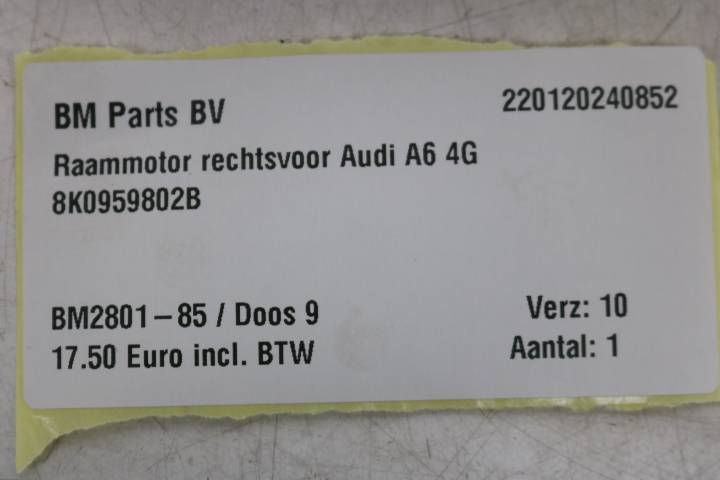 BM Parts BV 220120240852
Raammotor rechtsvoor Audi A6 4G
8K0959802B
BM2801-85 / Doos 9 Verz: 10
17.50 Euro incl. BTW Aantal: 1